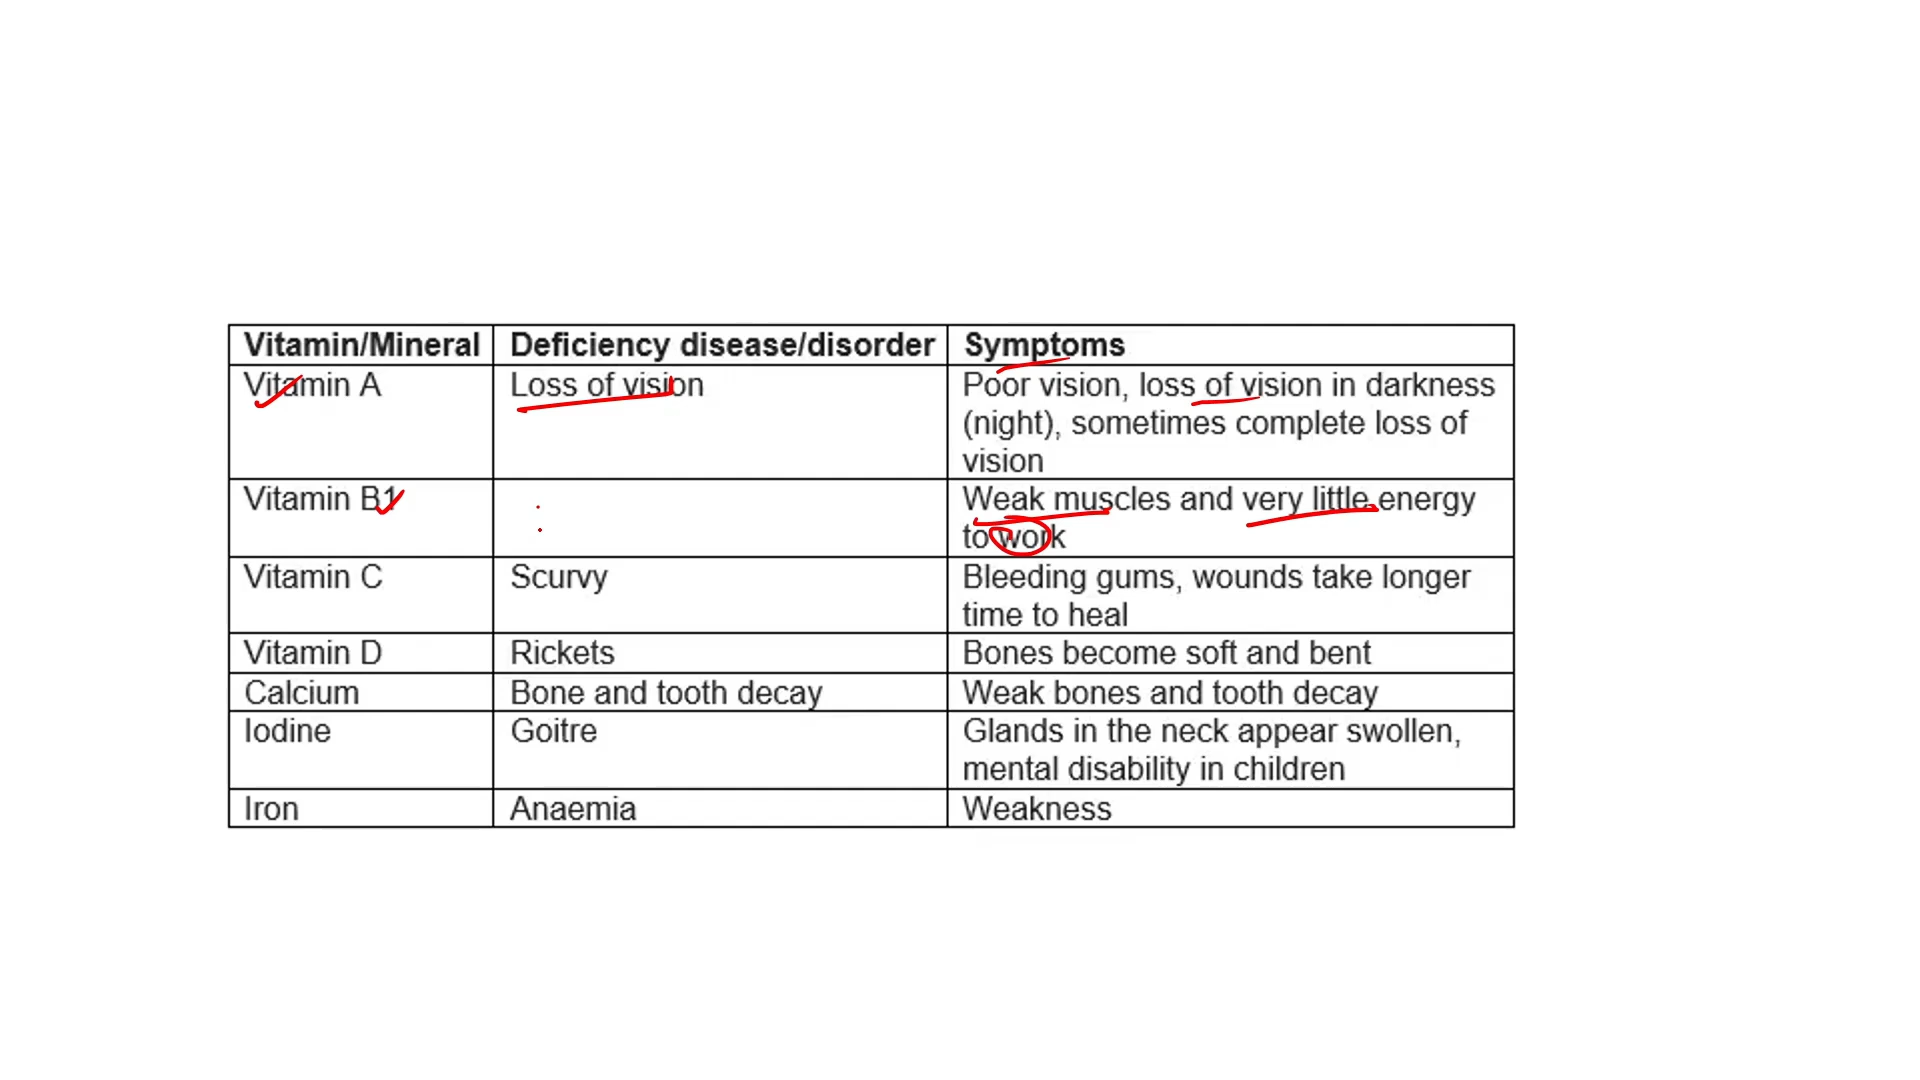 Vitamin/Mineral Deficiency disease/disorder Symptoms
Vitamin A Loss of vision Poor vision, loss of vision in darkness
(night), sometimes complete loss of
vision
Vitamin B1 Weak muscles and very little energy
to work
Vitamin C Scurvy Bleeding gums, wounds take longer
time to heal
Vitamin D Rickets Bones become soft and bent
Calcium Bone and tooth decay Weak bones and tooth decay
Iodine Goitre Glands in the neck appear swollen,
mental disability in children
Iron Anaemia Weakness